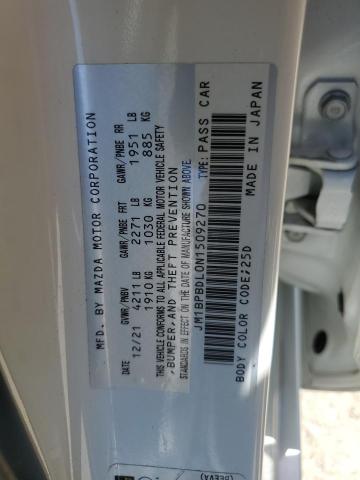 MFD. BY MAZDA MOTOR CORPORATION
GVWR/PNBV GAWR/PNBE FRT GAWR/PNBE RR
12/21 4211 LB 2271 LB 1951 LB
1910 KG 1030 KG 885 KG
THIS VEHICLE CONFORMS TO ALL APPLICABLE FEDERAL MOTOR VEHICLE SAFETY
STANDARDS IN EFFECT ON THE DATE OF MANUFACTURE SHOWN ABOVE.
*BUMPER, AND THEFT PREVENTION
JM1BPBDL0N1509270 TYPE: PASS CAR
BODY COLOR CODE;25D MADE IN JAPAN